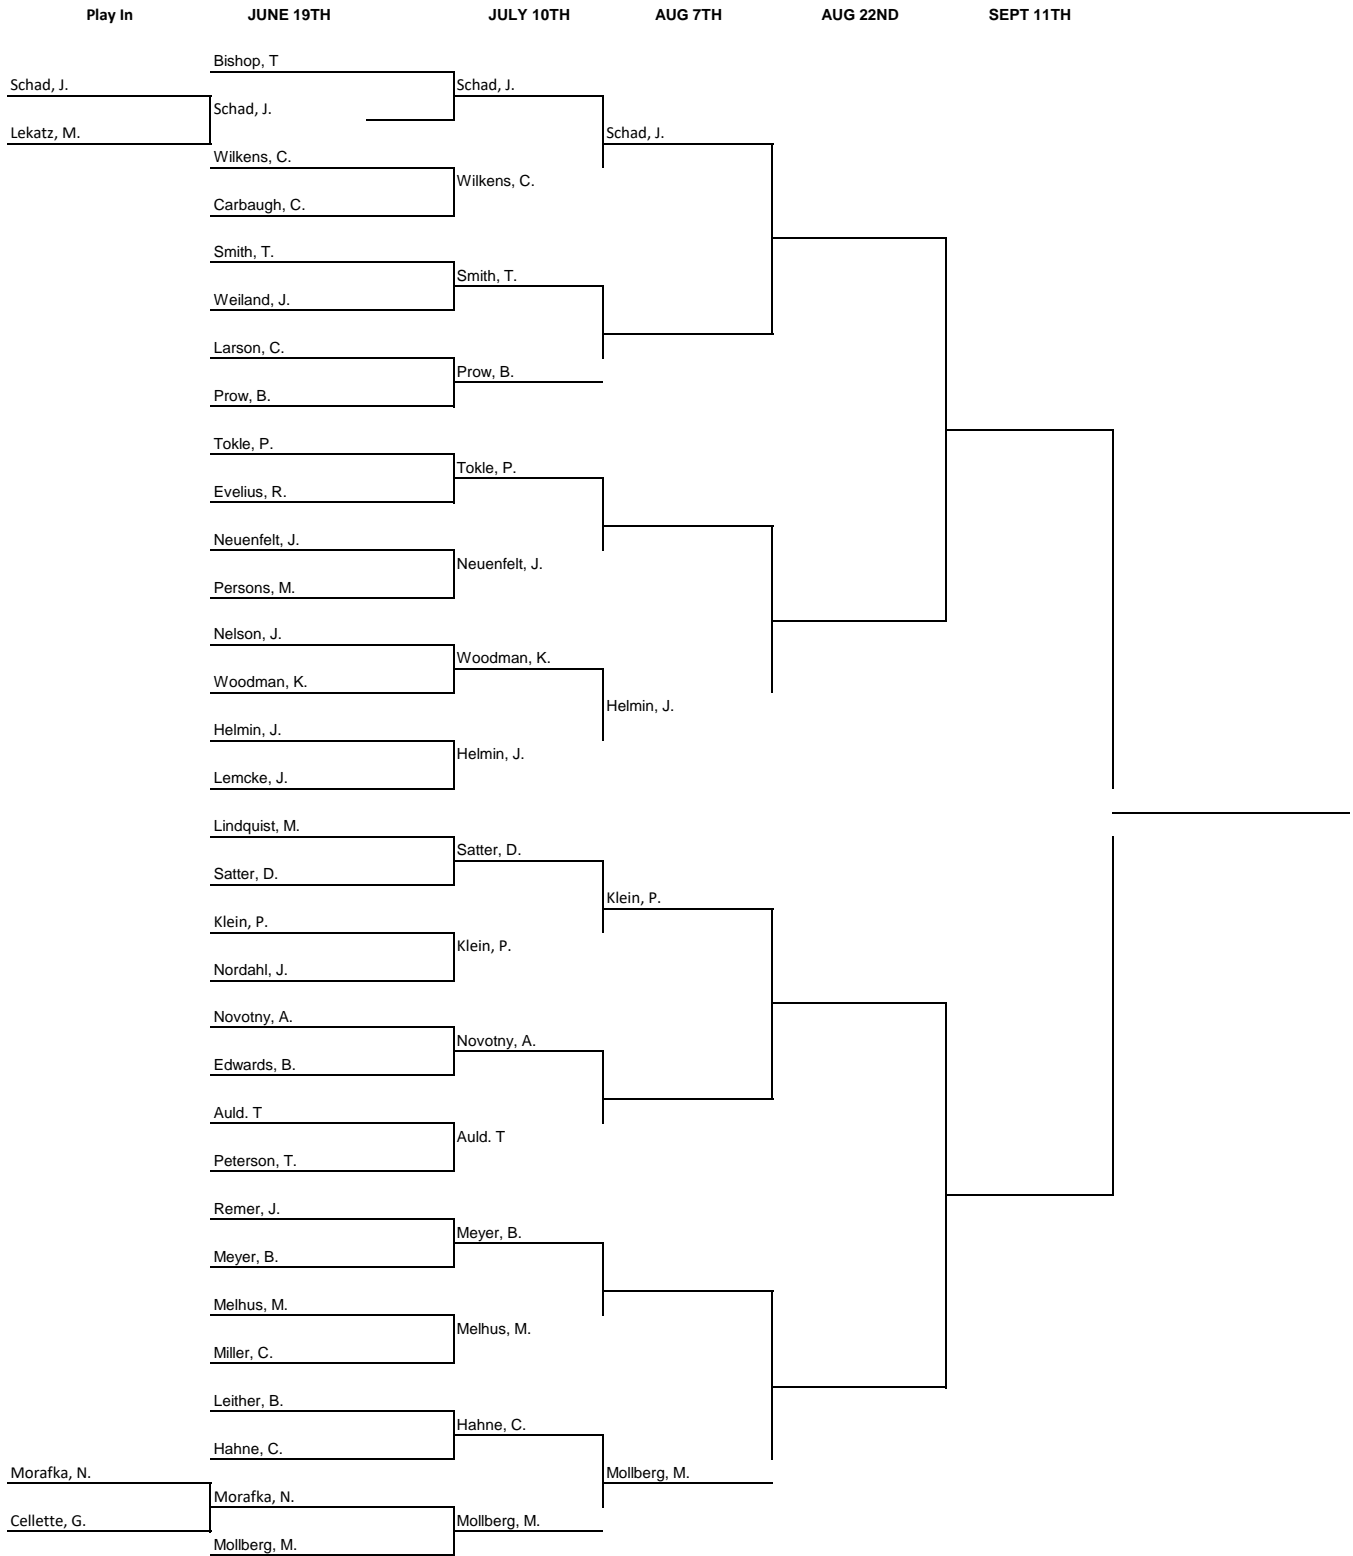 Play In JUNE 19TH JULY 10TH AUG 7TH AUG 22ND SEPT 11TH
Bishop, T
Schad, J. Schad, J.
Schad, J.
Lekatz, M. Schad, J.
Wilkens, C.
Wilkens, C.
Carbaugh, C.
Smith, T.
Smith, T.
Weiland, J.
Larson, C.
Prow, B.
Prow, B.
Tokle, P.
Tokle, P.
Evelius, R.
Neuenfelt, J.
Neuenfelt, J.
Persons, M.
Nelson, J.
Woodman, K.
Woodman, K.
Helmin, J.
Helmin, J.
Helmin, J.
Lemcke, J.
Lindquist, M.
Satter, D.
Satter, D.
Klein, P.
Klein, P.
Klein, P.
Nordahl, J.
Novotny, A.
Novotny, A.
Edwards, B.
Auld. T
Auld. T
Peterson, T.
Remer, J.
Meyer, B.
Meyer, B.
Melhus, M.
Melhus, M.
Miller, C.
Leither, B.
Hahne, C.
Hahne, C.
Morafka, N. Mollberg, M.
Morafka, N.
Cellette, G. Mollberg, M.
Mollberg, M.